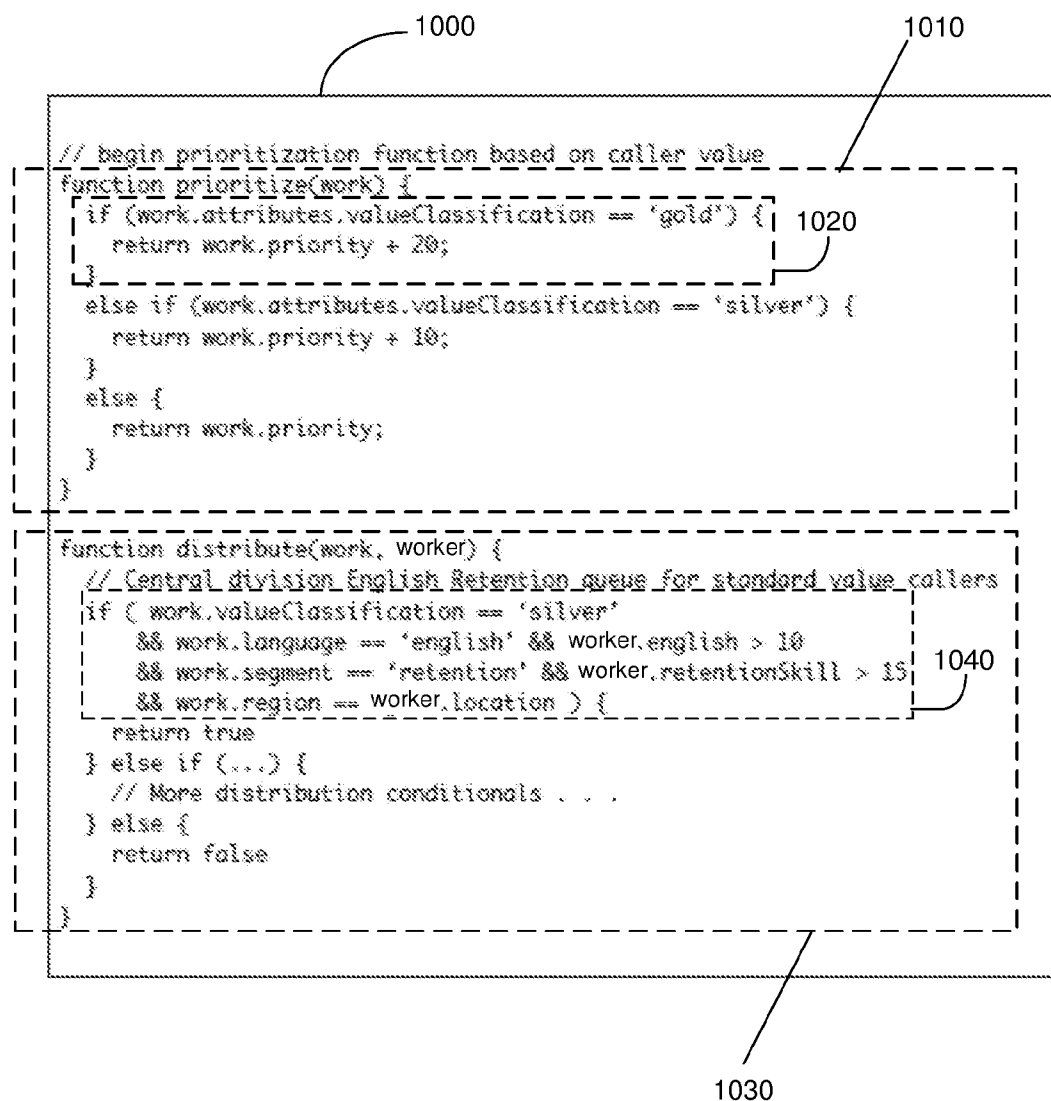 1000
1010
// begin prioritization function based on caller value
function prioritize(work) {
if (work.attributes.valueClassification == ‘gold’) {
1020
return work.priority + 20;
}
else if (work.attributes.valueClassification == ‘silver’) {
return work.priority + 10;
}
else {
return work.priority;
}
}
function distribute(work, worker) {
// Central division English Retention queue for standard value callers
if ( work.valueClassification == ‘silver’
&& work.language == ‘english’ && worker.english > 10
&& work.segment == ‘retention’ && worker.retentionSkill > 15
1040
&& work.region == worker.location ) {
return true
} else if (...) {
// More distribution conditionals . . .
} else {
return false
}
}
1030